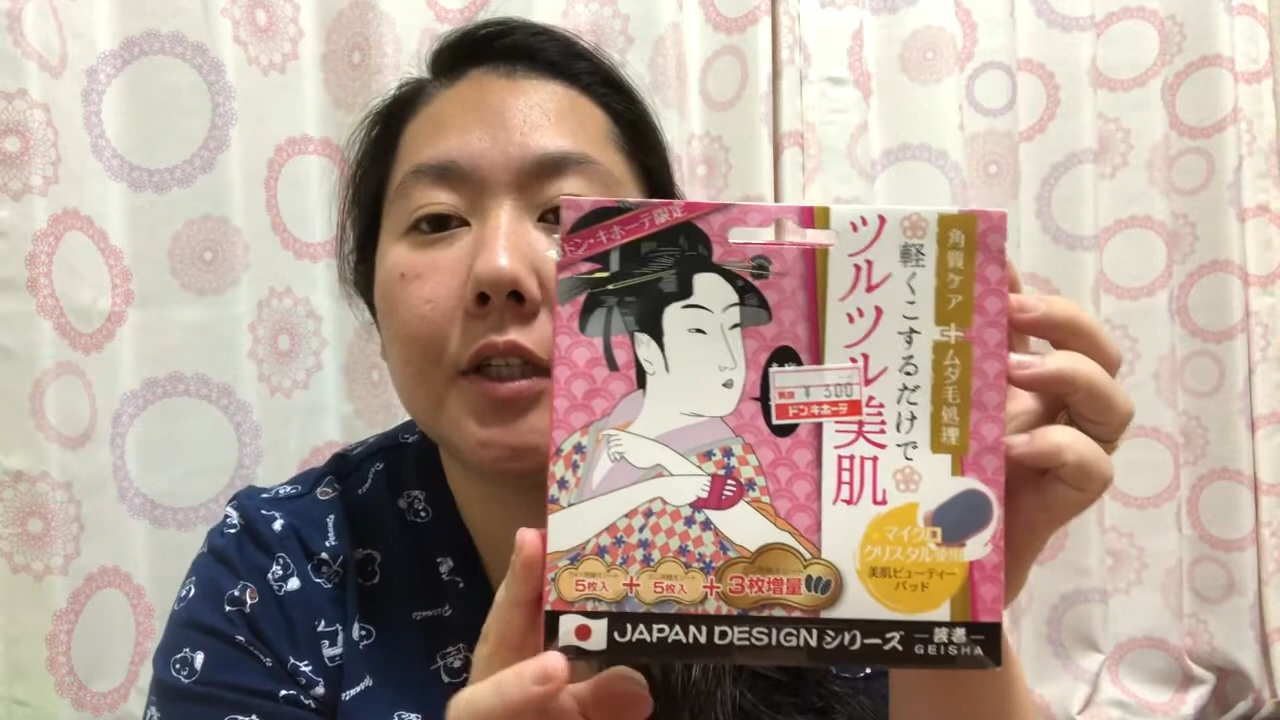 ドン・キホーテ限定
角質ケア+ムダ毛処理
軽くこするだけで
ツルツル美肌
¥ 300
ドン・キホーテ
マイクロ
クリスタル
美肌ビューティー
パッド
5枚入+5枚入+3枚増量
JAPAN DESIGNシリーズ
芸者
GEISHA
Peanuts